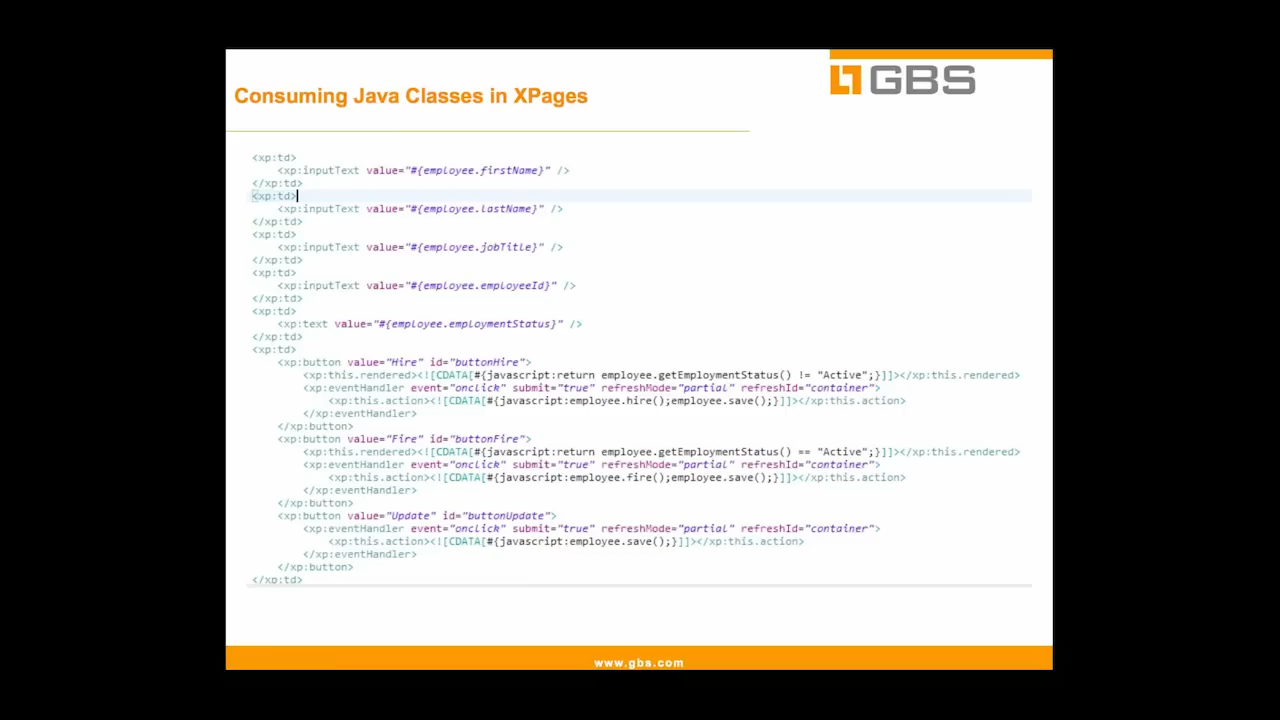 GBS
Consuming Java Classes in XPages
<xp:td>
<xp:inputText value="#{employee.firstName}" />
</xp:td>
<xp:td>
<xp:inputText value="#{employee.lastName}" />
</xp:td>
<xp:td>
<xp:inputText value="#{employee.jobTitle}" />
</xp:td>
<xp:td>
<xp:inputText value="#{employee.employeeId}" />
</xp:td>
<xp:td>
<xp:text value="#{employee.employmentStatus}" />
</xp:td>
<xp:td>
<xp:button value="Hire" id="buttonHire">
<xp:this.rendered><![CDATA[#{javascript:return employee.getEmploymentStatus() != "Active";}]]></xp:this.rendered>
<xp:eventHandler event="onclick" submit="true" refreshMode="partial" refreshId="container">
<xp:this.action><![CDATA[#{javascript:employee.hire();employee.save();}]]></xp:this.action>
</xp:eventHandler>
</xp:button>
<xp:button value="Fire" id="buttonFire">
<xp:this.rendered><![CDATA[#{javascript:return employee.getEmploymentStatus() == "Active";}]]></xp:this.rendered>
<xp:eventHandler event="onclick" submit="true" refreshMode="partial" refreshId="container">
<xp:this.action><![CDATA[#{javascript:employee.fire();employee.save();}]]></xp:this.action>
</xp:eventHandler>
</xp:button>
<xp:button value="Update" id="buttonUpdate">
<xp:eventHandler event="onclick" submit="true" refreshMode="partial" refreshId="container">
<xp:this.action><![CDATA[#{javascript:employee.save();}]]></xp:this.action>
</xp:eventHandler>
</xp:button>
</xp:td>
www.gbs.com